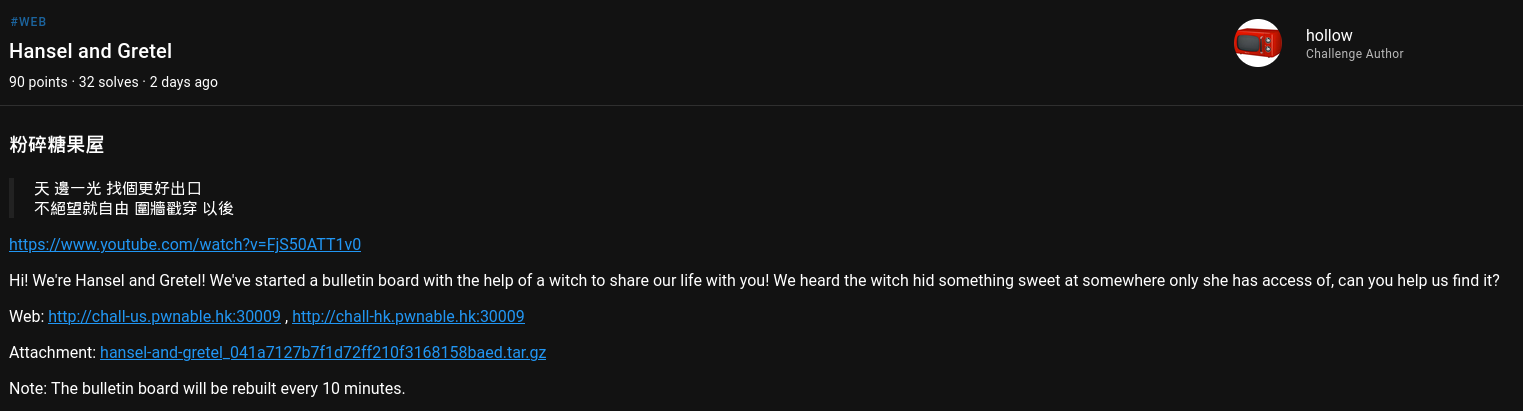 #WEB
Hansel and Gretel
90 points · 32 solves · 2 days ago
hollow
Challenge Author
粉碎糖果屋
天 邊一光 找個更好出口
不絕望就自由 圍牆戳穿 以後
https://www.youtube.com/watch?v=FjS50ATT1v0
Hi! We're Hansel and Gretel! We've started a bulletin board with the help of a witch to share our life with you! We heard the witch hid something sweet at somewhere only she has access of, can you help us find it?
Web: http://chall-us.pwnable.hk:30009 , http://chall-hk.pwnable.hk:30009
Attachment: hansel-and-gretel_041a7127b7f1d72ff210f3168158baed.tar.gz
Note: The bulletin board will be rebuilt every 10 minutes.